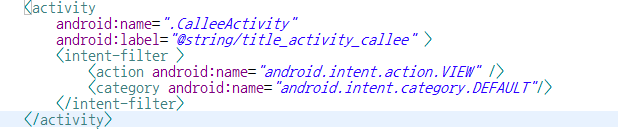 <activity
android:name=".CalleeActivity"
android:label="@string/title_activity_callee" >
<intent-filter >
<action android:name="android.intent.action.VIEW" />
<category android:name="android.intent.category.DEFAULT"/>
</intent-filter>
</activity>